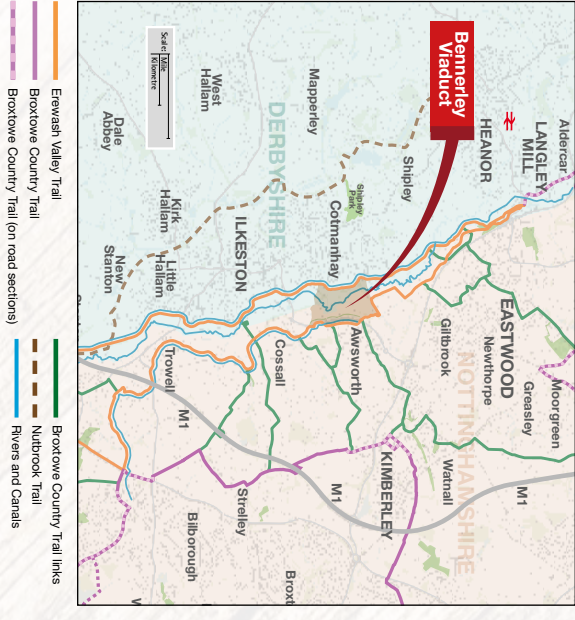 Bennerley
Viaduct
Aldercar
LANGLEY
MILL
HEANOR
Moorgreen
Greasley
EASTWOOD
Newthorpe
Shipley
Giltbrook
Watnall
M1
NOTTINGHAMSHIRE
Shipley
Park
Mapperley
Cotmanhay
Awsworth
KIMBERLEY
DERBYSHIRE
West
Hallam
ILKESTON
Cossall
M1
Broxt
Strelley
Kirk
Hallam
Little
Hallam
Trowell
M1
Bilborough
Dale
Abbey
New
Stanton
Scale:
Mile
Kilometre
Erewash Valley Trail
Broxtowe Country Trail
Broxtowe Country Trail (on road sections)
Broxtowe Country Trail links
Nutbrook Trail
Rivers and Canals